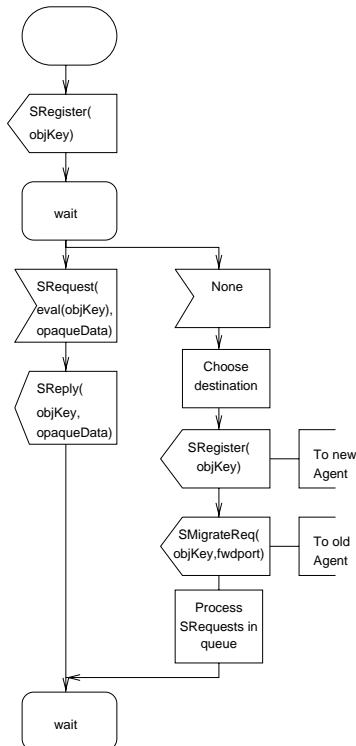 SRegister(
objKey)
wait
SRequest(
eval(objKey),
opaqueData)
None
SReply(
objKey,
opaqueData)
Choose
destination
SRegister(
objKey)
To new
Agent
SMigrateReq(
objKey,fwdport)
To old
Agent
Process
SRequests in
queue
wait